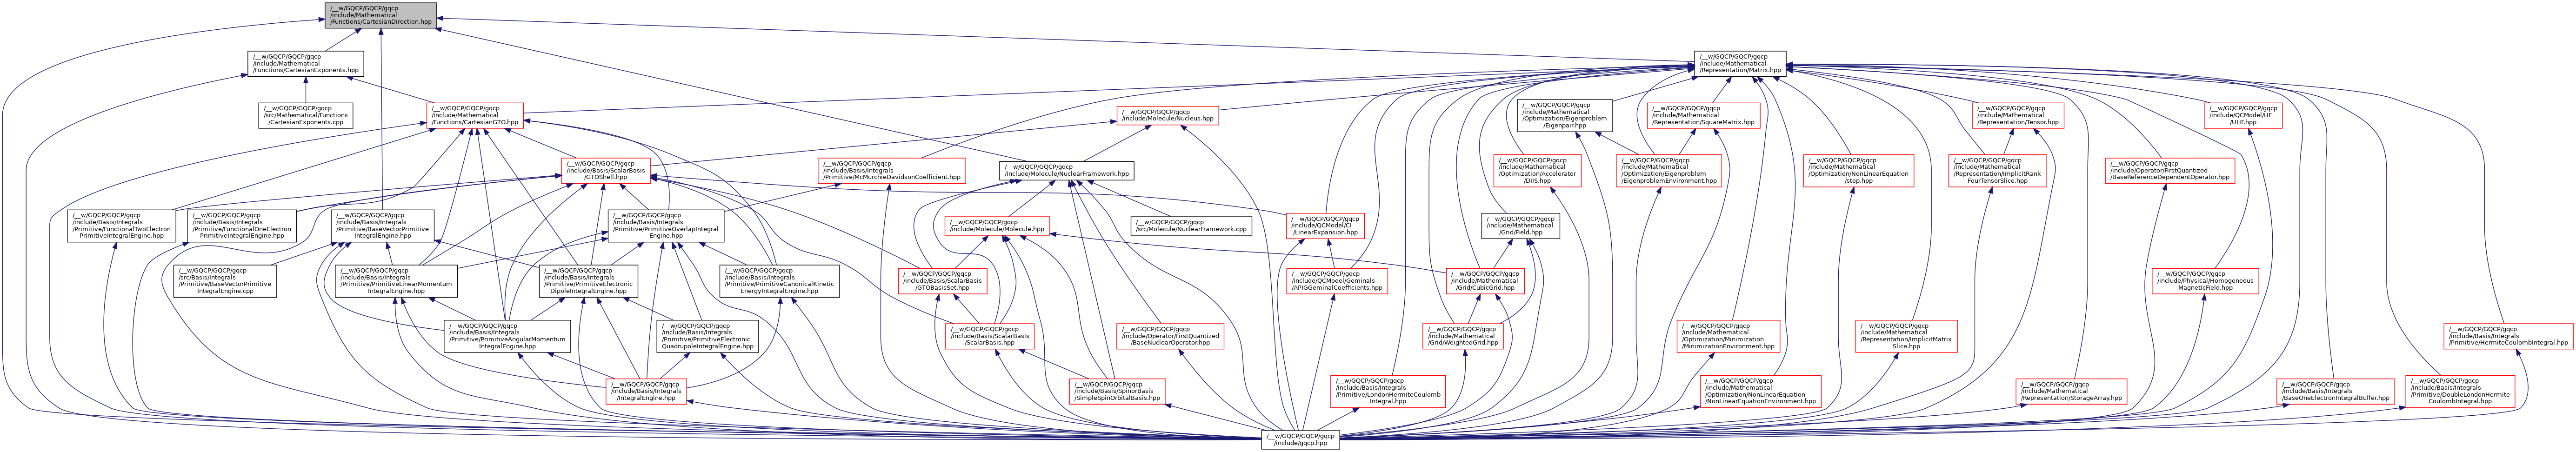 /__w/GQCP/GQCP/gqcp
/include/Mathematical
/Functions/CartesianDirection.hpp
/__w/GQCP/GQCP/gqcp
/include/Mathematical
/Functions/CartesianExponents.hpp
/__w/GQCP/GQCP/gqcp
/include/Mathematical
/Representation/Matrix.hpp
/__w/GQCP/GQCP/gqcp
/src/Mathematical/Functions
/CartesianExponents.cpp
/__w/GQCP/GQCP/gqcp
/include/Mathematical
/Functions/CartesianGTO.hpp
/__w/GQCP/GQCP/gqcp
/include/Molecule/Nucleus.hpp
/__w/GQCP/GQCP/gqcp
/include/Mathematical
/Optimization/Eigenproblem
/Eigenpair.hpp
/__w/GQCP/GQCP/gqcp
/include/Mathematical
/Representation/SquareMatrix.hpp
/__w/GQCP/GQCP/gqcp
/include/Mathematical
/Representation/Tensor.hpp
/__w/GQCP/GQCP/gqcp
/include/QCModel/HF
/UHF.hpp
/__w/GQCP/GQCP/gqcp
/include/Basis/ScalarBasis
/GTOShell.hpp
/__w/GQCP/GQCP/gqcp
/include/Basis/Integrals
/Primitive/McMurchieDavidsonCoefficient.hpp
/__w/GQCP/GQCP/gqcp
/include/Molecule/NuclearFramework.hpp
/__w/GQCP/GQCP/gqcp
/include/Mathematical
/Optimization/Accelerator
/DIIS.hpp
/__w/GQCP/GQCP/gqcp
/include/Mathematical
/Optimization/Eigenproblem
/EigenproblemEnvironment.hpp
/__w/GQCP/GQCP/gqcp
/include/Mathematical
/Optimization/NonLinearEquation
/step.hpp
/__w/GQCP/GQCP/gqcp
/include/Mathematical
/Representation/ImplicitRank
FourTensorSlice.hpp
/__w/GQCP/GQCP/gqcp
/include/Operator/FirstQuantized
/BaseReferenceDependentOperator.hpp
/__w/GQCP/GQCP/gqcp
/include/Basis/Integrals
/Primitive/FunctionalTwoElectron
PrimitiveIntegralEngine.hpp
/__w/GQCP/GQCP/gqcp
/include/Basis/Integrals
/Primitive/FunctionalOneElectron
PrimitiveIntegralEngine.hpp
/__w/GQCP/GQCP/gqcp
/include/Basis/Integrals
/Primitive/BaseVectorPrimitive
IntegralEngine.hpp
/__w/GQCP/GQCP/gqcp
/include/Basis/Integrals
/Primitive/PrimitiveOverlapIntegral
Engine.hpp
/__w/GQCP/GQCP/gqcp
/include/Molecule/Molecule.hpp
/__w/GQCP/GQCP/gqcp
/src/Molecule/NuclearFramework.cpp
/__w/GQCP/GQCP/gqcp
/include/QCModel/CI
/LinearExpansion.hpp
/__w/GQCP/GQCP/gqcp
/include/Mathematical
/Grid/Field.hpp
/__w/GQCP/GQCP/gqcp
/src/Basis/Integrals
/Primitive/BaseVectorPrimitive
IntegralEngine.cpp
/__w/GQCP/GQCP/gqcp
/include/Basis/Integrals
/Primitive/PrimitiveLinearMomentum
IntegralEngine.hpp
/__w/GQCP/GQCP/gqcp
/include/Basis/Integrals
/Primitive/PrimitiveElectronic
DipoleIntegralEngine.hpp
/__w/GQCP/GQCP/gqcp
/include/Basis/Integrals
/Primitive/PrimitiveCanonicalKinetic
EnergyIntegralEngine.hpp
/__w/GQCP/GQCP/gqcp
/include/Basis/ScalarBasis
/GTOBasisSet.hpp
/__w/GQCP/GQCP/gqcp
/include/QCModel/Geminals
/APIGGeminalCoefficients.hpp
/__w/GQCP/GQCP/gqcp
/include/Mathematical
/Grid/CubicGrid.hpp
/__w/GQCP/GQCP/gqcp
/include/Physical/Homogeneous
MagneticField.hpp
/__w/GQCP/GQCP/gqcp
/include/Basis/Integrals
/Primitive/PrimitiveAngularMomentum
IntegralEngine.hpp
/__w/GQCP/GQCP/gqcp
/include/Basis/Integrals
/Primitive/PrimitiveElectronic
QuadrupoleIntegralEngine.hpp
/__w/GQCP/GQCP/gqcp
/include/Basis/ScalarBasis
/ScalarBasis.hpp
/__w/GQCP/GQCP/gqcp
/include/Operator/FirstQuantized
/BaseNuclearOperator.hpp
/__w/GQCP/GQCP/gqcp
/include/Mathematical
/Grid/WeightedGrid.hpp
/__w/GQCP/GQCP/gqcp
/include/Mathematical
/Optimization/Minimization
/MinimizationEnvironment.hpp
/__w/GQCP/GQCP/gqcp
/include/Mathematical
/Representation/ImplicitMatrix
Slice.hpp
/__w/GQCP/GQCP/gqcp
/include/Basis/Integrals
/Primitive/HermiteCoulombIntegral.hpp
/__w/GQCP/GQCP/gqcp
/include/Basis/Integrals
/IntegralEngine.hpp
/__w/GQCP/GQCP/gqcp
/include/Basis/SpinorBasis
/SimpleSpinOrbitalBasis.hpp
/__w/GQCP/GQCP/gqcp
/include/Basis/Integrals
/Primitive/LondonHermiteCoulomb
Integral.hpp
/__w/GQCP/GQCP/gqcp
/include/Mathematical
/Optimization/NonLinearEquation
/NonLinearEquationEnvironment.hpp
/__w/GQCP/GQCP/gqcp
/include/Mathematical
/Representation/StorageArray.hpp
/__w/GQCP/GQCP/gqcp
/include/Basis/Integrals
/BaseOneElectronIntegralBuffer.hpp
/__w/GQCP/GQCP/gqcp
/include/Basis/Integrals
/Primitive/DoubleLondonHermite
CoulombIntegral.hpp
/__w/GQCP/GQCP/gqcp
/include/gqcp.hpp